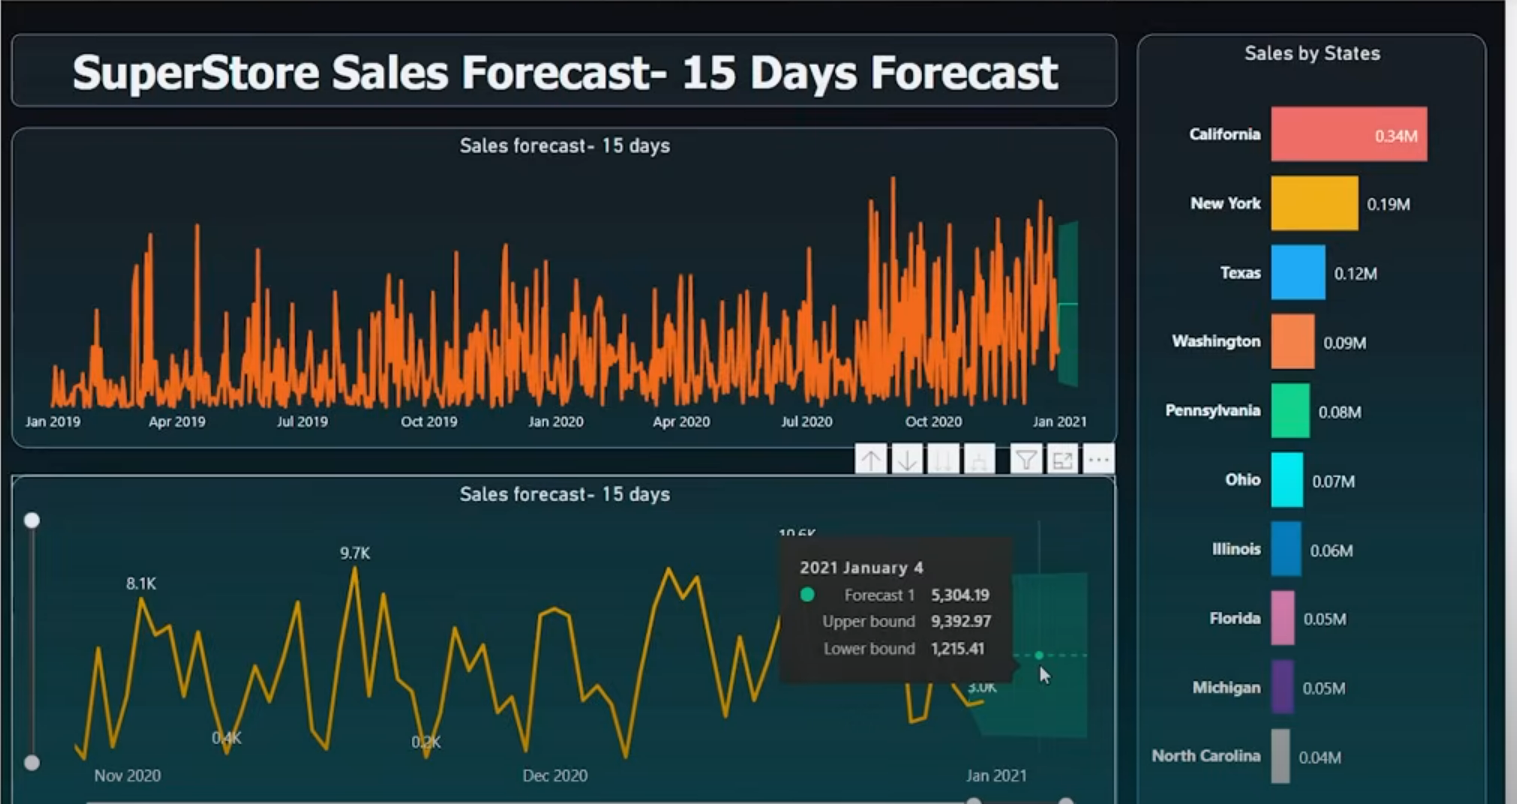 SuperStore Sales Forecast- 15 Days Forecast
Sales forecast- 15 days
Jan 2019 Apr 2019 Jul 2019 Oct 2019 Jan 2020 Apr 2020 Jul 2020 Oct 2020 Jan 2021
Sales forecast- 15 days
8.1K
9.7K
10.6K
0.4K
0.2K
3.0K
2021 January 4
Forecast 1 5,304.19
Upper bound 9,392.97
Lower bound 1,215.41
Nov 2020 Dec 2020 Jan 2021
Sales by States
California 0.34M
New York 0.19M
Texas 0.12M
Washington 0.09M
Pennsylvania 0.08M
Ohio 0.07M
Illinois 0.06M
Florida 0.05M
Michigan 0.05M
North Carolina 0.04M